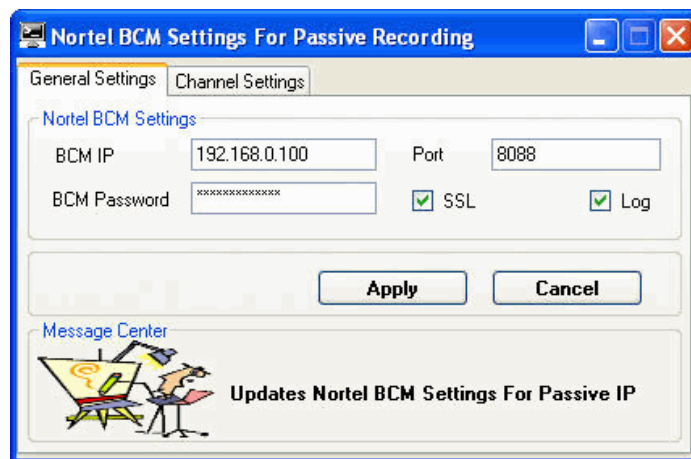 Nortel BCM Settings For Passive Recording
General Settings Channel Settings
Nortel BCM Settings
BCM IP 192.168.0.100 Port 8088
BCM Password xxxxxxxxxxxxx SSL Log
Apply Cancel
Message Center
Updates Nortel BCM Settings For Passive IP